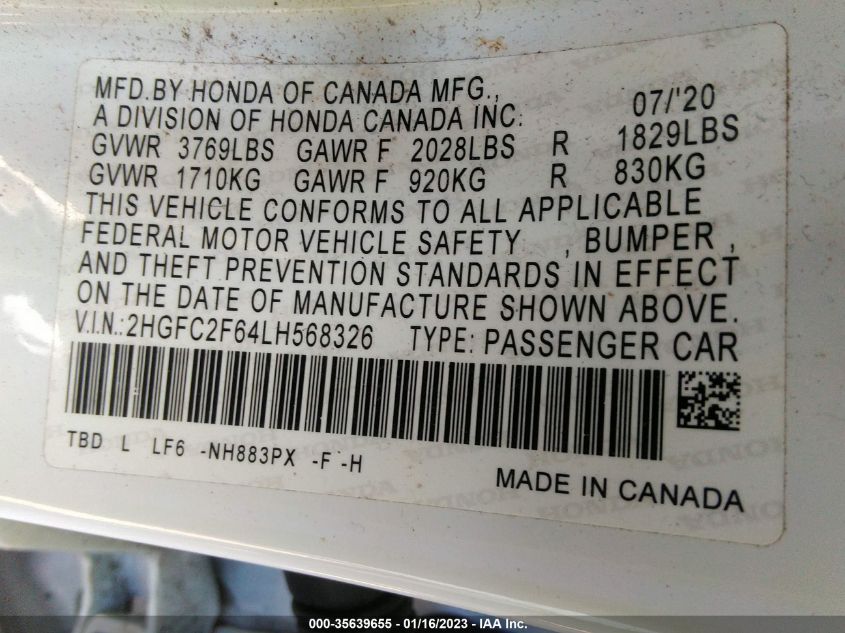 MFD.BY HONDA OF CANADA MFG., 07/'20
A DIVISION OF HONDA CANADA INC.
GVWR 3769LBS GAWR F 2028LBS R 1829LBS
GVWR 1710KG GAWR F 920KG R 830KG
THIS VEHICLE CONFORMS TO ALL APPLICABLE
FEDERAL MOTOR VEHICLE SAFETY , BUMPER ,
AND THEFT PREVENTION STANDARDS IN EFFECT
ON THE DATE OF MANUFACTURE SHOWN ABOVE.
V.I.N.:2HGFC2F64LH568326 TYPE: PASSENGER CAR
TBD L LF6 -NH883PX -F -H
MADE IN CANADA
000-35639655 - 01/16/2023 - IAA Inc.